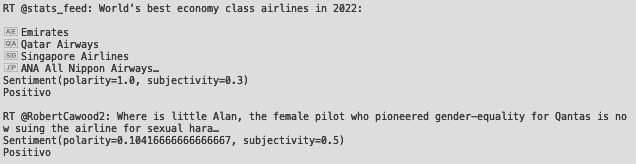 RT @stats_feed: World’s best economy class airlines in 2022:
🇦🇪 Emirates
🇶🇦 Qatar Airways
🇸🇬 Singapore Airlines
🇯🇵 ANA All Nippon Airways…
Sentiment(polarity=1.0, subjectivity=0.3)
Positivo
RT @RobertCawood2: Where is little Alan, the female pilot who pioneered gender-equality for Qantas is no
w suing the airline for sexual hara…
Sentiment(polarity=0.10416666666666667, subjectivity=0.5)
Positivo